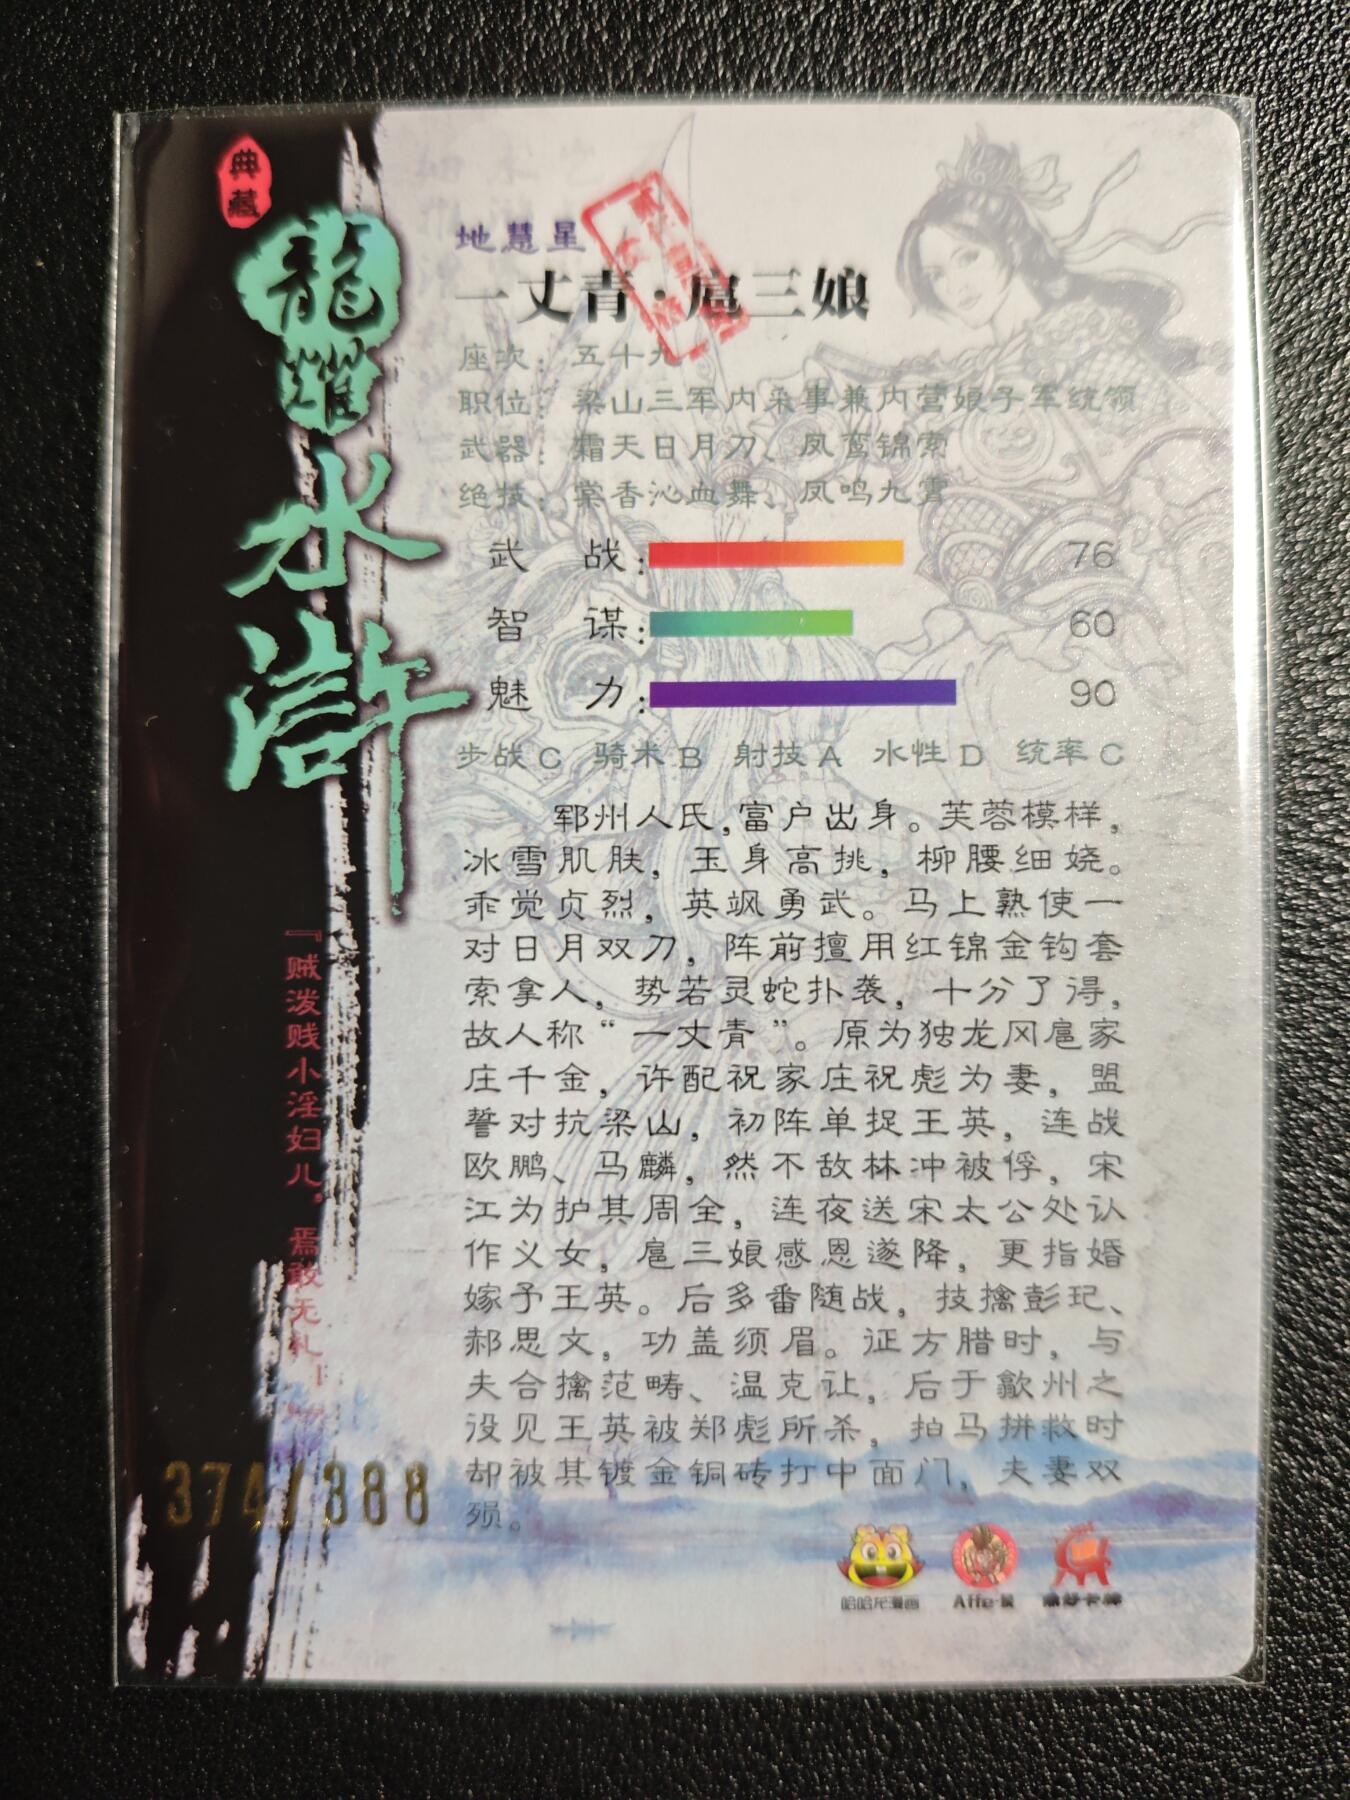 典藏
龍耀水滸
地慧星
一丈青·扈三娘
座次：五十九
职位：梁山三军内采事兼内营娘子军统领
武器：霜天日月刀、凤鸾锦索
绝技：棠香沁血舞、凤鸣九霄
武战：76
智谋：60
魅力：90
步战C 骑术B 射技A 水性D 统率C
郓州人氏，富户出身。芙蓉模样，
冰雪肌肤，玉身高挑，柳腰细娆。
乖觉贞烈，英飒勇武。马上熟使一
对日月双刀，阵前擅用红锦金钩套
索拿人，势若灵蛇扑袭，十分了得，
故人称“一丈青”。原为独龙冈扈家
庄千金，许配祝家庄祝彪为妻，盟
誓对抗梁山，初阵单捉王英，连战
欧鹏、马麟，然不敌林冲被俘，宋
江为护其周全，连夜送宋太公处认
作义女，扈三娘感恩遂降，更指婚
嫁予王英。后多番随战，技擒彭玘、
郝思文，功盖须眉。证方腊时，与
夫合擒范畴、温克让，后于歙州之
役见王英被郑彪所杀，拍马拼救时
却被其镀金铜砖打中面门，夫妻双
殒。
『贼泼贱小淫妇儿，焉敢无礼！』
374/388
哈哈龙漫画